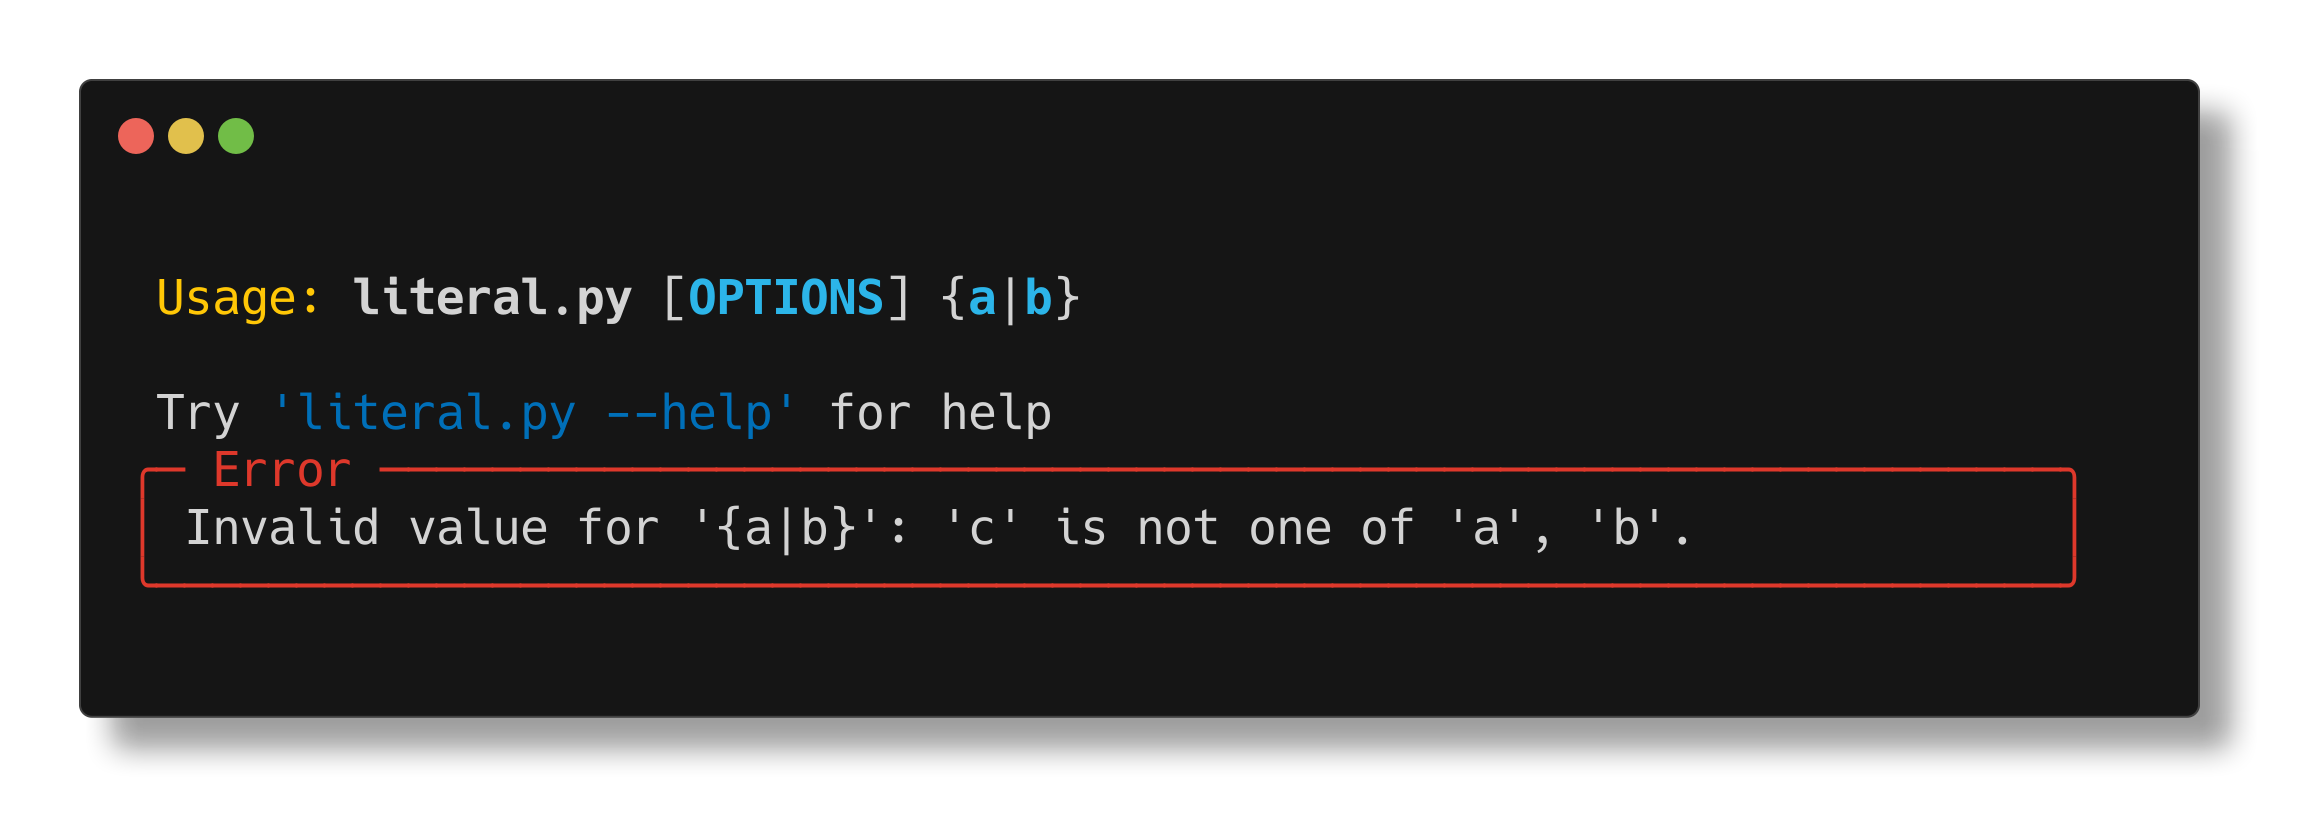 Usage: literal.py [OPTIONS] {a|b}
Try 'literal.py --help' for help
Error
Invalid value for '{a|b}': 'c' is not one of 'a', 'b'.